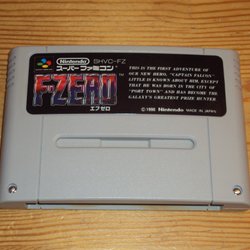 Nintendo SHVC-FZ
スーパーファミコン
F-ZERO
エフゼロ
THIS IS THE FIRST ADVENTURE OF
OUR NEW HERO, "CAPTAIN FALCON"
LITTLE IS KNOWN ABOUT HIM, EXCEPT
THAT HE WAS BORN IN THE CITY OF
"PORT TOWN" AND HAS BECOME THE
GALAXY'S GREATEST PRIZE HUNTER
© 1990 Nintendo MADE IN JAPAN